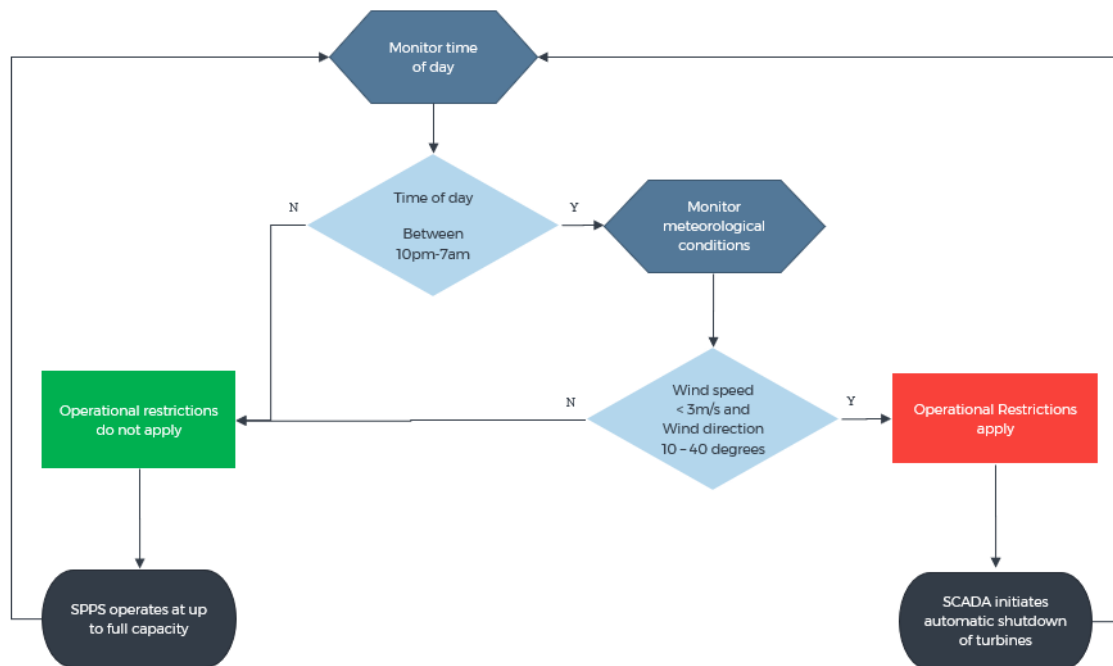 Monitor time
of day
Time of day
Between
10pm-7am
N
Y
Monitor
meteorological
conditions
Wind speed
< 3m/s and
Wind direction
10 – 40 degrees
N
Y
Operational restrictions
do not apply
Operational Restrictions
apply
SPPS operates at up
to full capacity
SCADA initiates
automatic shutdown
of turbines